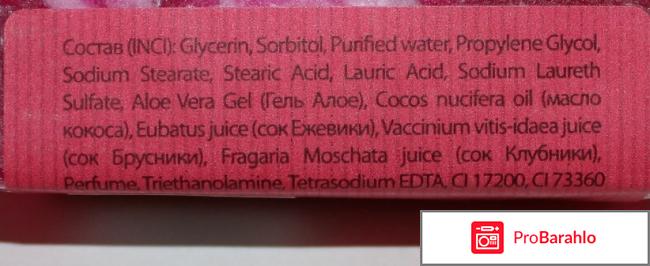 Состав (INCI): Glycerin, Sorbitol, Purified water, Propylene Glycol,
Sodium Stearate, Stearic Acid, Lauric Acid, Sodium Laureth
Sulfate, Aloe Vera Gel (Гель Алое), Cocos nucifera oil (масло
кокоса), Eubatus juice (сок Ежевики), Vaccinium vitis-idaea juice
(сок Брусники), Fragaria Moschata juice (сок Клубники),
Perfume, Triethanolamine, Tetrasodium EDTA, CI 17200, CI 73360
ProBarahlo